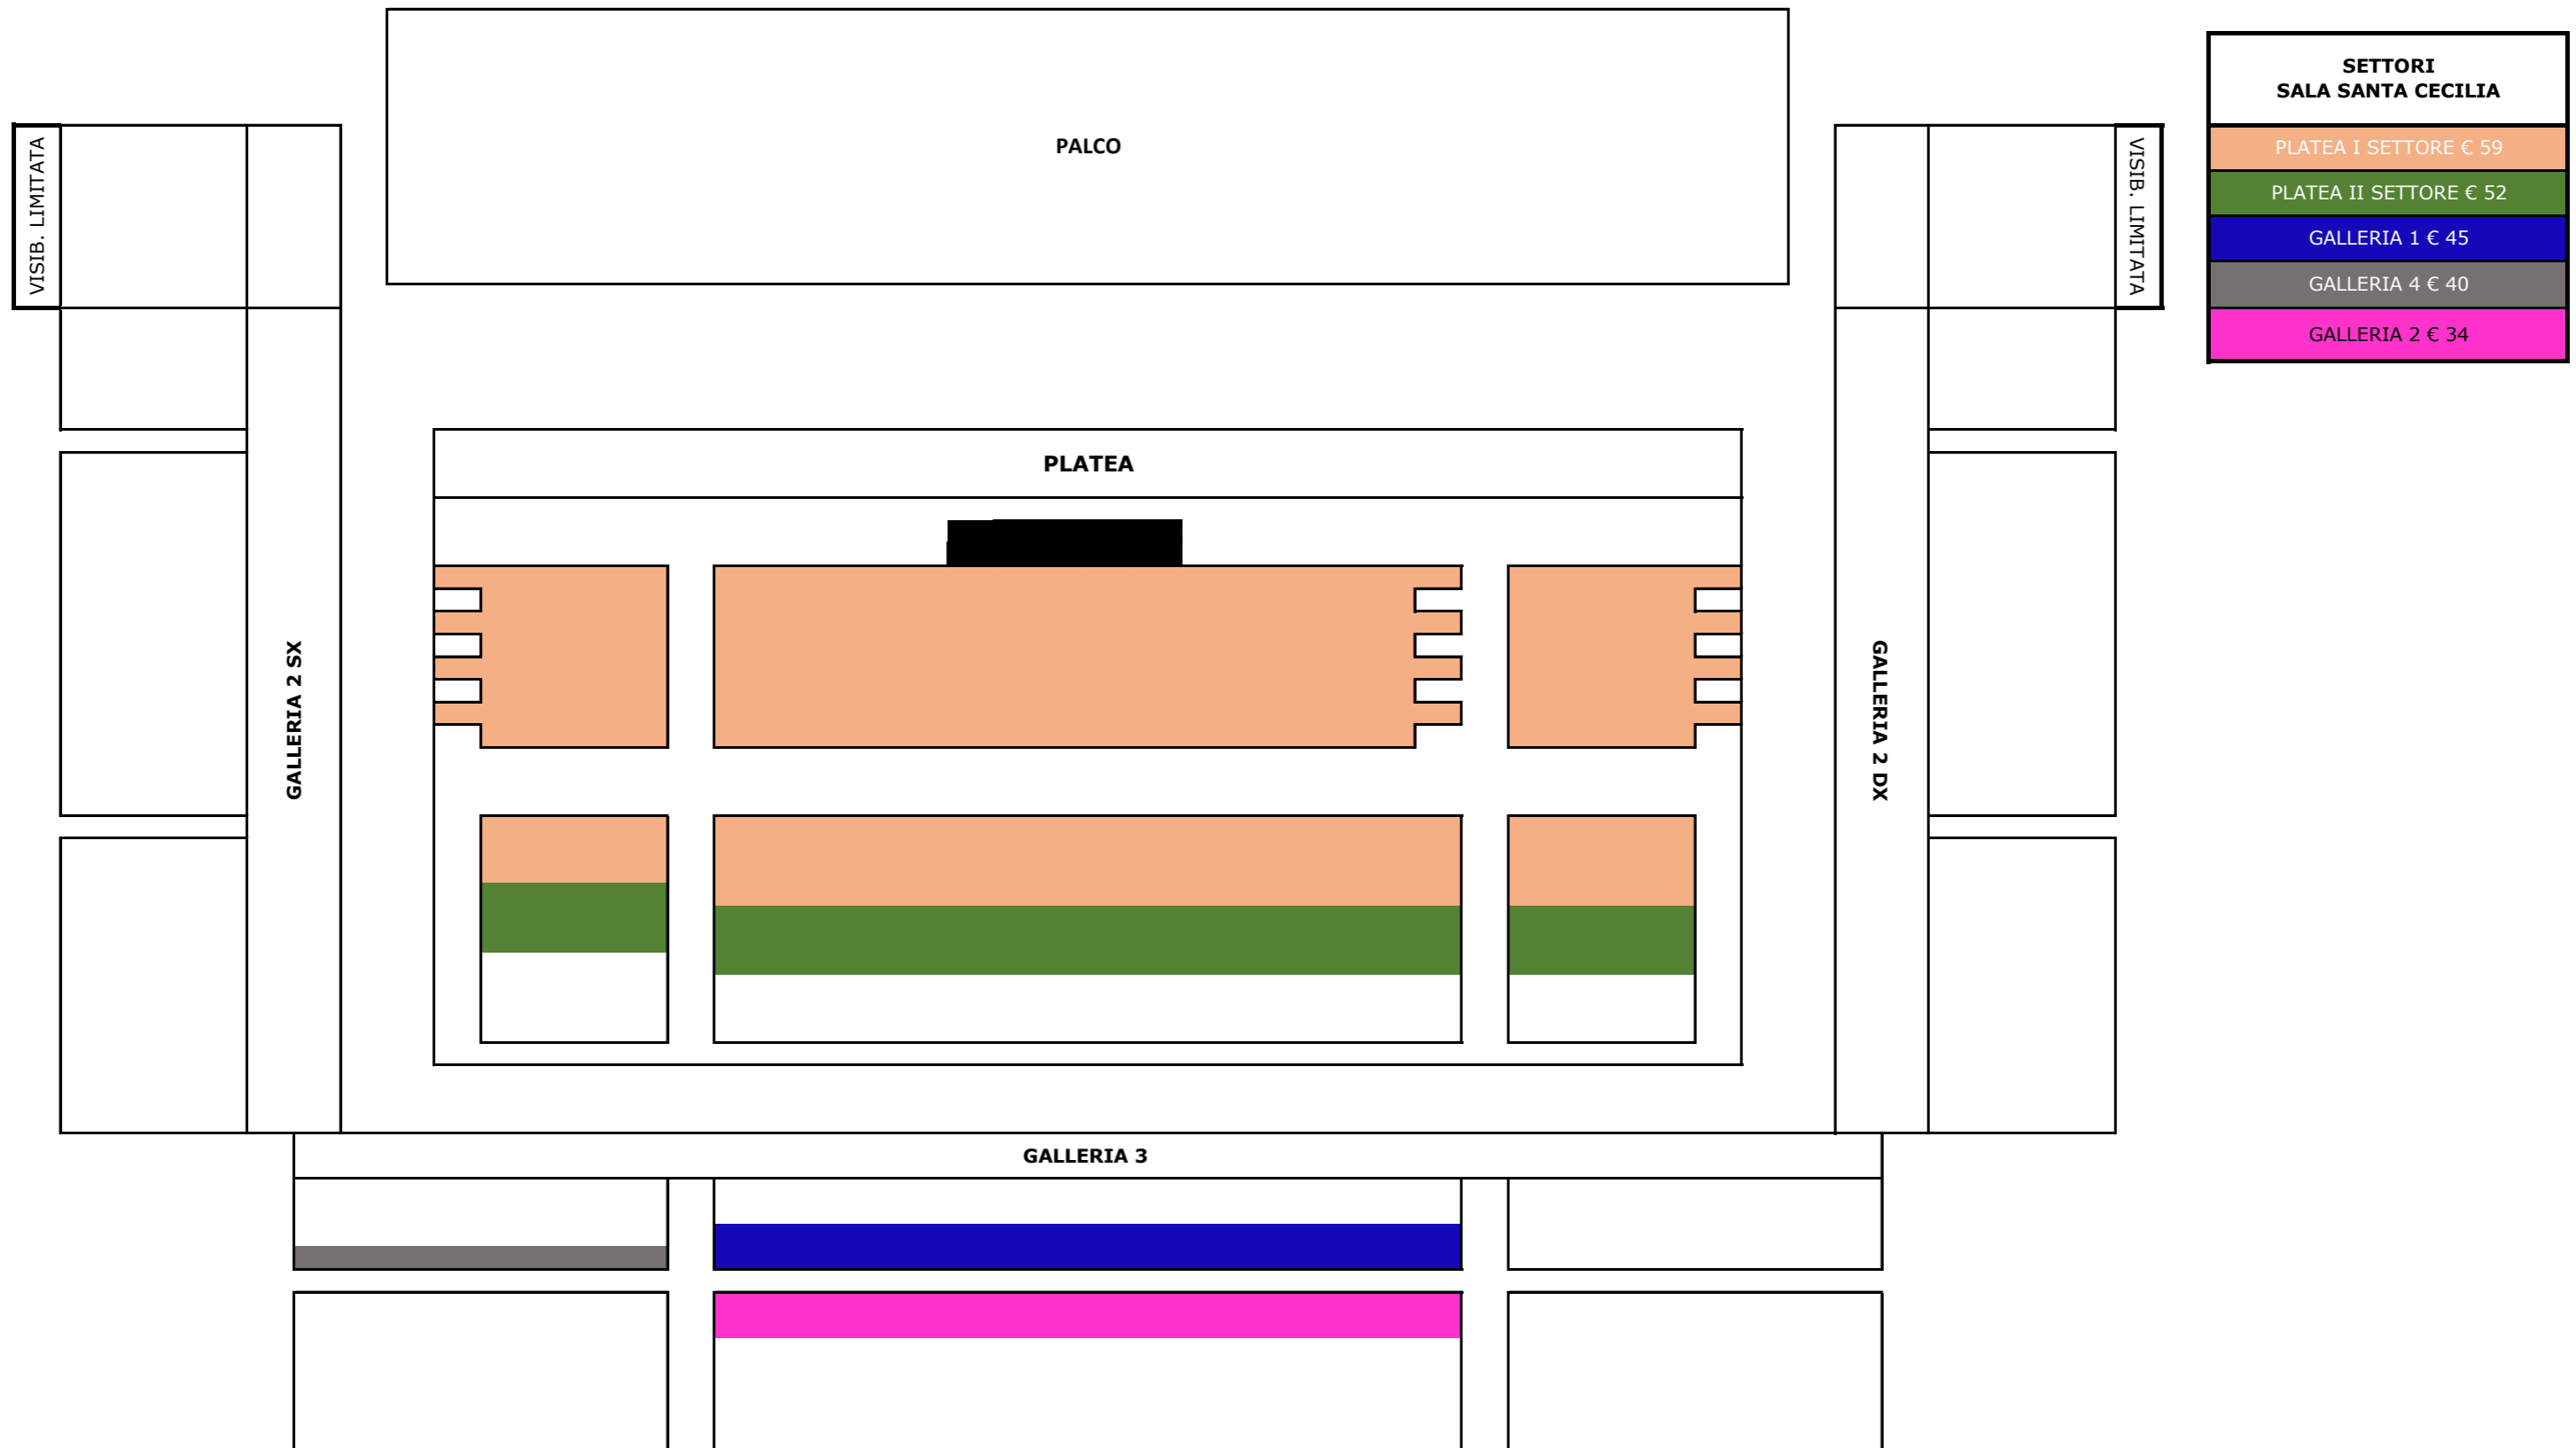 PALCO
SETTORI
SALA SANTA CECILIA
PLATEA I SETTORE € 59
PLATEA II SETTORE € 52
GALLERIA 1 € 45
GALLERIA 4 € 40
GALLERIA 2 € 34
VISIB. LIMITATA
VISIB. LIMITATA
PLATEA
GALLERIA 2 SX
GALLERIA 2 DX
GALLERIA 3